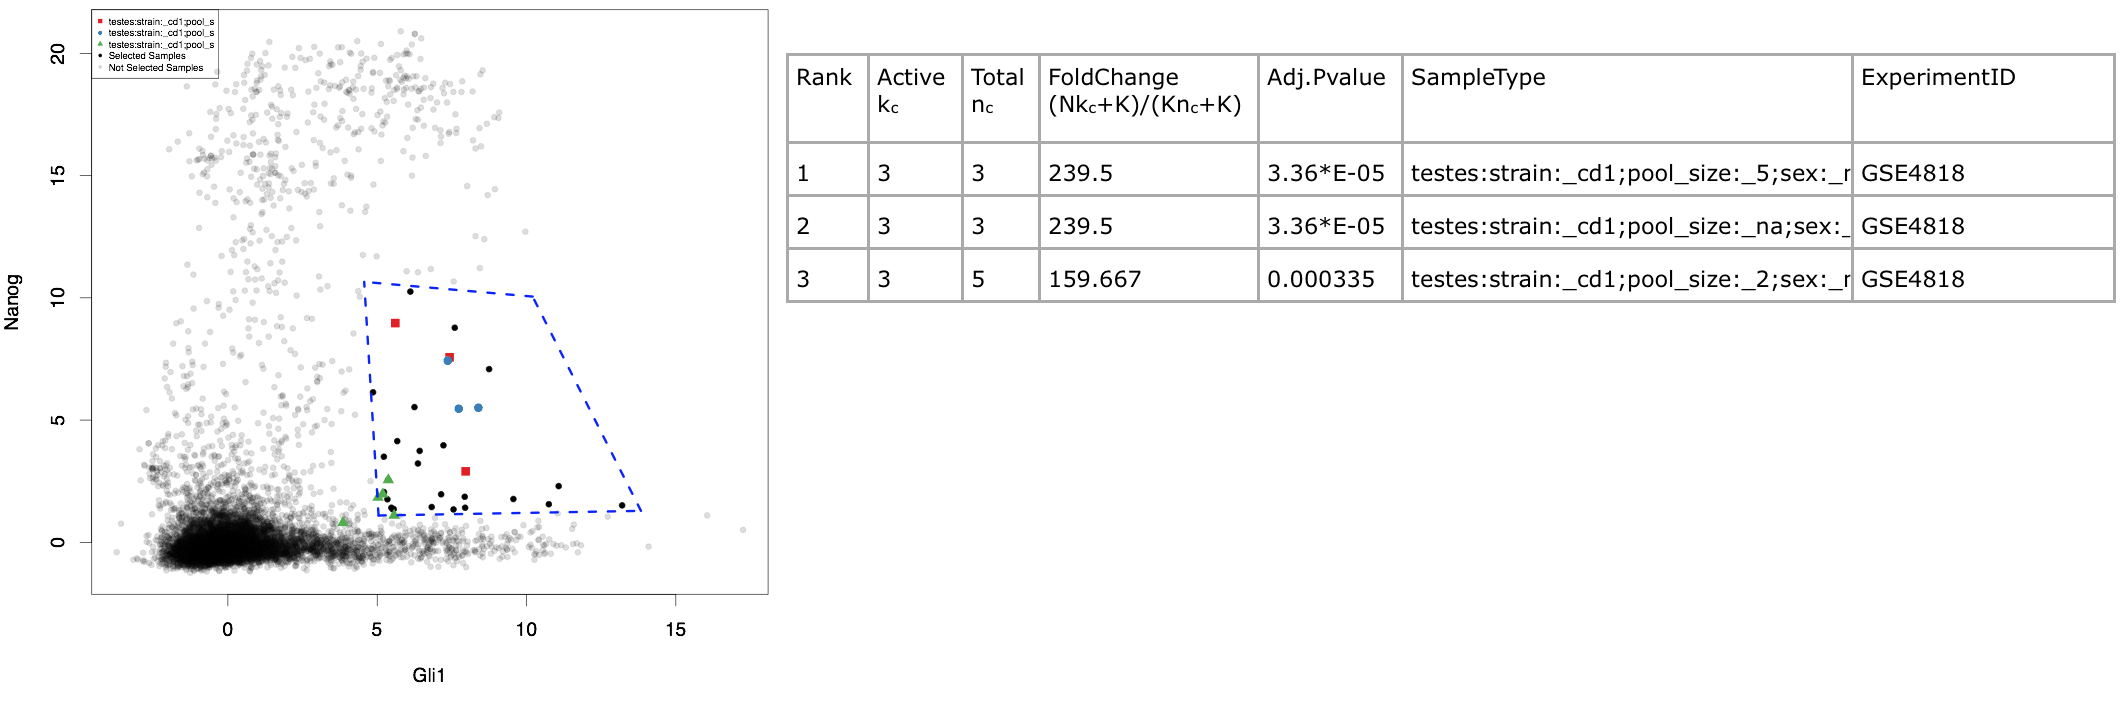 testes:strain:_cd1;pool_s
testes:strain:_cd1;pool_s
testes:strain:_cd1;pool_s
Selected Samples
Not Selected Samples
20
15
10
5
0
Nanog
0 5 10 15
Gli1
Rank Active kc Total nc FoldChange (Nkc+K)/(Knc+K) Adj.Pvalue SampleType ExperimentID
1 3 3 239.5 3.36*E-05 testes:strain:_cd1;pool_size:_5;sex:_r GSE4818
2 3 3 239.5 3.36*E-05 testes:strain:_cd1;pool_size:_na;sex:_ GSE4818
3 3 5 159.667 0.000335 testes:strain:_cd1;pool_size:_2;sex:_r GSE4818